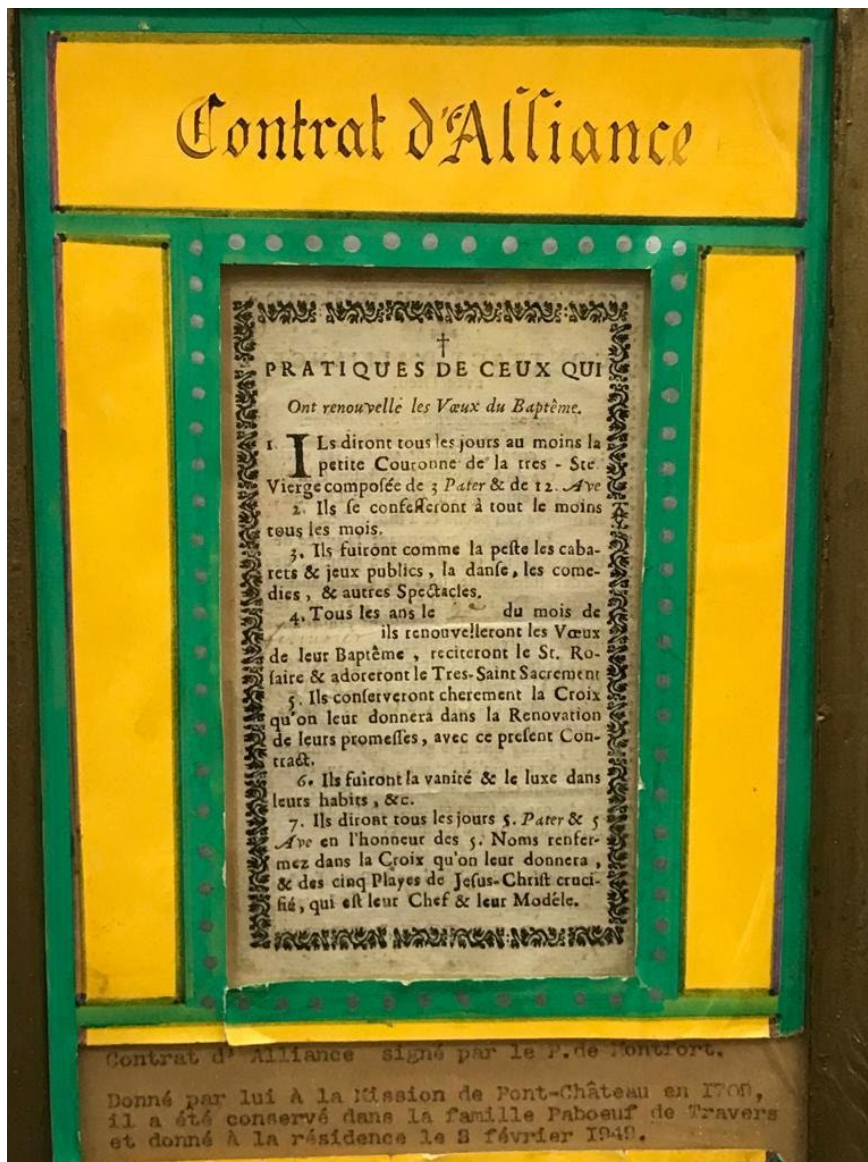 Contrat d'Alliance
PRATIQUES DE CEUX QUI
Ont renouvellé les Vœux du Baptême.
1. ILs diront tous les jours au moins la
petite Couronne de la tres - Ste
Vierge composée de 3 Pater & de 12. Ave
2. Ils se confesseront à tout le moins
tous les mois.
3. Ils fuiront comme la peste les caba-
rets & jeux publics, la danse, les come-
dies, & autres Spectacles.
4. Tous les ans le du mois de
ils renouvelleront les Vœux
de leur Baptême, reciteront le St. Ro-
saire & adoreront le Tres-Saint Sacrement
5. Ils conserveront cherement la Croix
qu'on leur donnera dans la Renovation
de leurs promesses, avec ce present Con-
tract.
6. Ils fuiront la vanité & le luxe dans
leurs habits, &c.
7. Ils diront tous les jours 5. Pater & 5
Ave en l'honneur des 5. Noms renfer-
mez dans la Croix qu'on leur donnera,
& des cinq Playes de Jesus-Christ cruci-
fié, qui est leur Chef & leur Modèle.
Contrat d' Alliance signé par le P.de Montfort.
Donné par lui à la Mission de Pont-Château en
il a été conservé dans la famille Paboeuf de Travers
et donné à la résidence le février 1949.